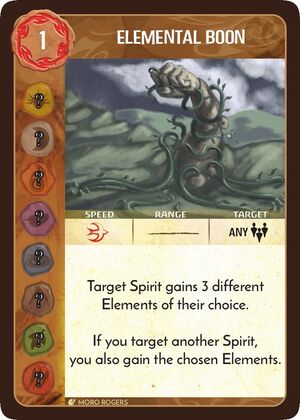 1
ELEMENTAL BOON
?
?
?
?
?
?
?
?
SPEED RANGE TARGET
ANY
Target Spirit gains 3 different
Elements of their choice.
If you target another Spirit,
you also gain the chosen Elements.
MORO ROGERS